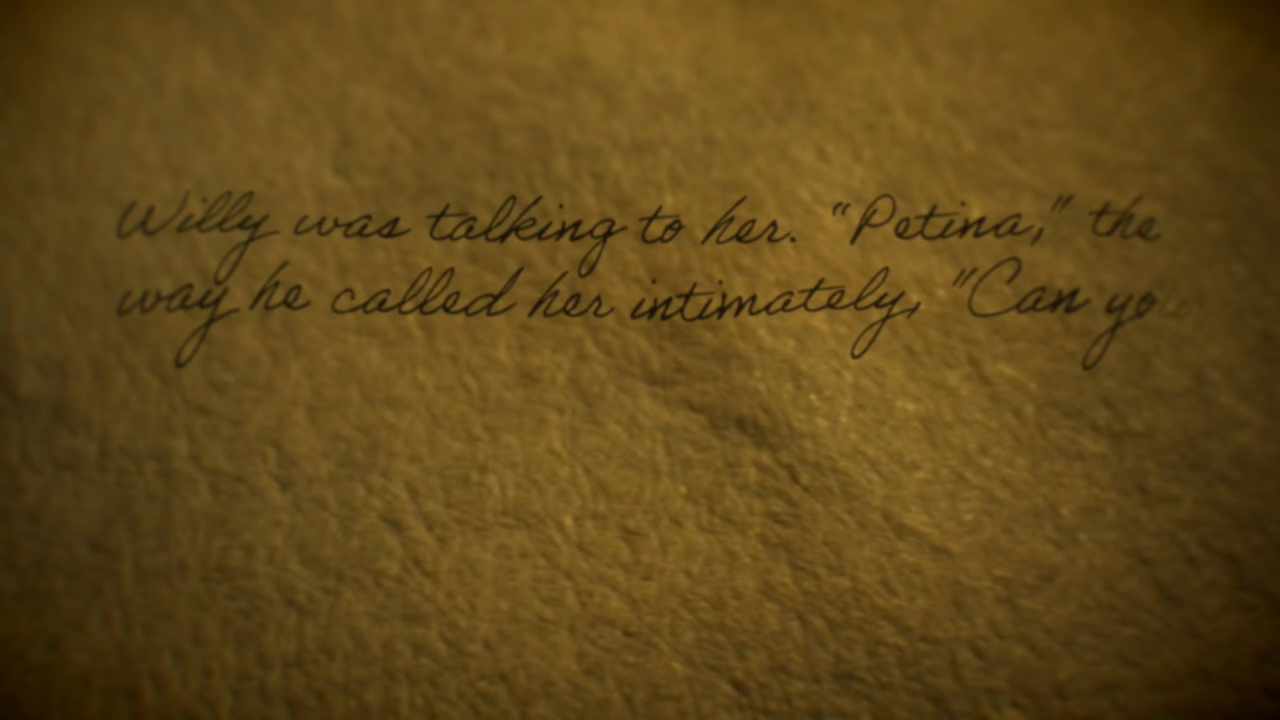 Willy was talking to her. "Petina," the
way he called her intimately, "Can yo